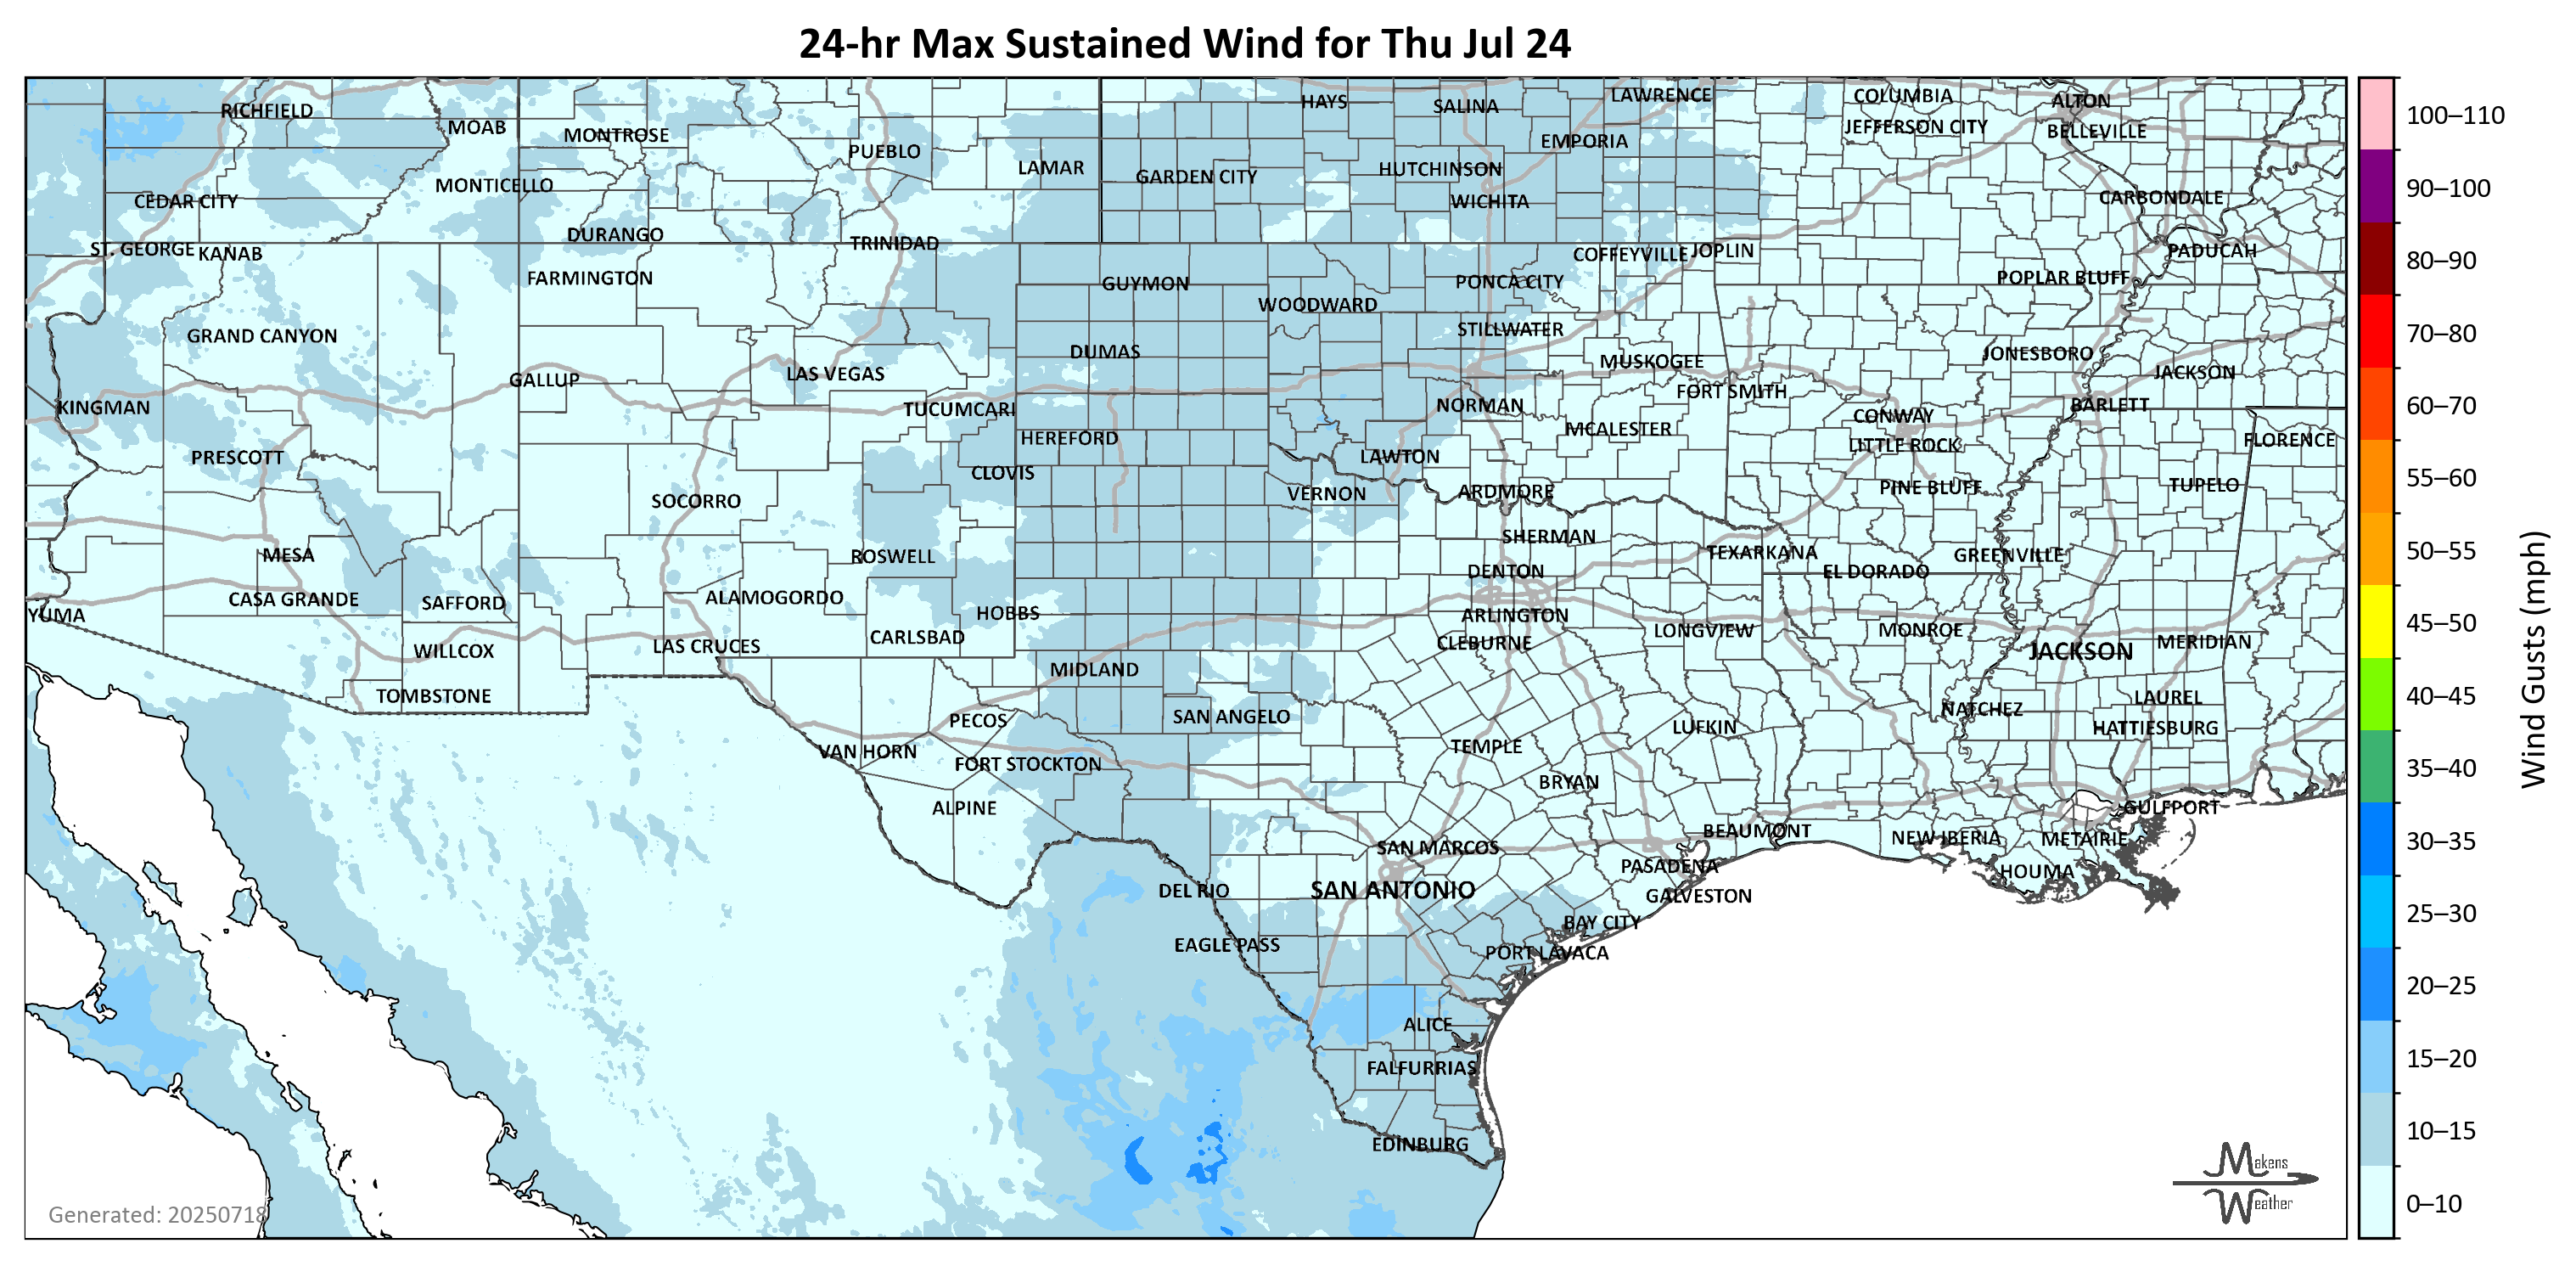 24-hr Max Sustained Wind for Thu Jul 24
RICHFIELD
MOAB
MONTROSE
PUEBLO
LAMAR
HAYS
SALINA
LAWRENCE
COLUMBIA
ALTON
JEFFERSON CITY
BELLEVILLE
EMPORIA
GARDEN CITY
HUTCHINSON
MONTICELLO
CEDAR CITY
WICHITA
CARBONDALE
ST. GEORGE
KANAB
DURANGO
TRINIDAD
COFFEYVILLE
JOPLIN
PADUCAH
FARMINGTON
GUYMON
PONCA CITY
POPLAR BLUFF
WOODWARD
GRAND CANYON
STILLWATER
DUMAS
MUSKOGEE
JONESBORO
GALLUP
LAS VEGAS
JACKSON
KINGMAN
TUCUMCARI
NORMAN
FORT SMITH
CONWAY
BARLETT
HEREFORD
MCALESTER
LITTLE ROCK
FLORENCE
PRESCOTT
CLOVIS
LAWTON
SOCORRO
VERNON
ARDMORE
PINE BLUFF
TUPELO
MESA
ROSWELL
SHERMAN
TEXARKANA
GREENVILLE
DENTON
EL DORADO
YUMA
CASA GRANDE
SAFFORD
ALAMOGORDO
HOBBS
ARLINGTON
WILLCOX
LAS CRUCES
CARLSBAD
CLEBURNE
LONGVIEW
MONROE
JACKSON
MERIDIAN
MIDLAND
TOMBSTONE
PECOS
SAN ANGELO
LUFKIN
NATCHEZ
LAUREL
HATTIESBURG
VAN HORN
FORT STOCKTON
TEMPLE
BRYAN
ALPINE
GULFPORT
SAN MARCOS
BEAUMONT
NEW IBERIA
METAIRIE
PASADENA
HOUMA
DEL RIO
SAN ANTONIO
GALVESTON
EAGLE PASS
BAY CITY
PORT LAVACA
ALICE
FALFURRIAS
EDINBURG
Generated: 20250718
Makens
Weather
100–110
90–100
80–90
70–80
60–70
55–60
50–55
45–50
40–45
35–40
30–35
25–30
20–25
15–20
10–15
0–10
Wind Gusts (mph)